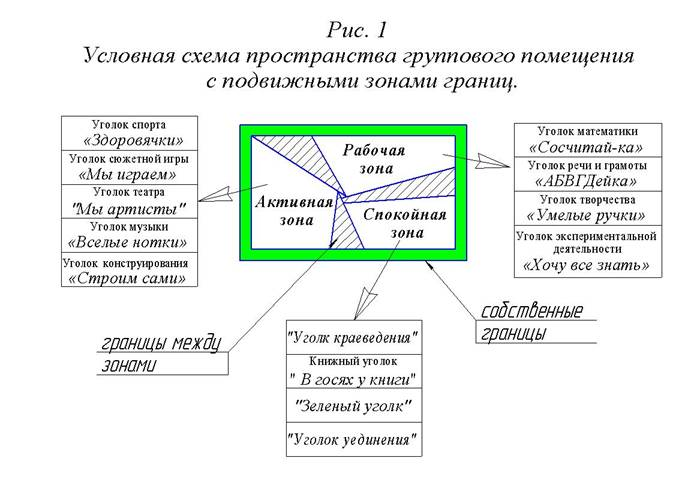 Рис. 1
Условная схема пространства группового помещения
с подвижными зонами границ.
Уголок спорта
«Здоровячки»
Уголок сюжетной игры
«Мы играем»
Уголок театра
"Мы артисты"
Уголок музыки
«Вселые нотки»
Уголок конструирования
«Строим сами»
Рабочая
зона
Активная
зона
Спокойная
зона
Уголок математики
«Сосчитай-ка»
Уголок речи и грамоты
«АБВГДейка»
Уголок творчества
«Умелые ручки»
Уголок экспериментальной
деятельности
«Хочу все знать»
границы между
зонами
собственные
границы
"Уголк краеведения"
Книжный уголок
" В госях у книги"
"Зеленый уголк"
"Уголок уединения"